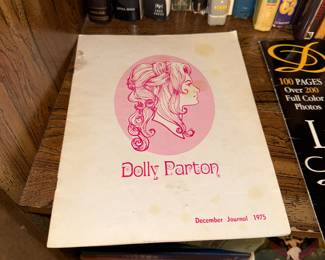 Dolly Parton
December Journal 1975
100 PAGES
Over 200
Full Color
Photos